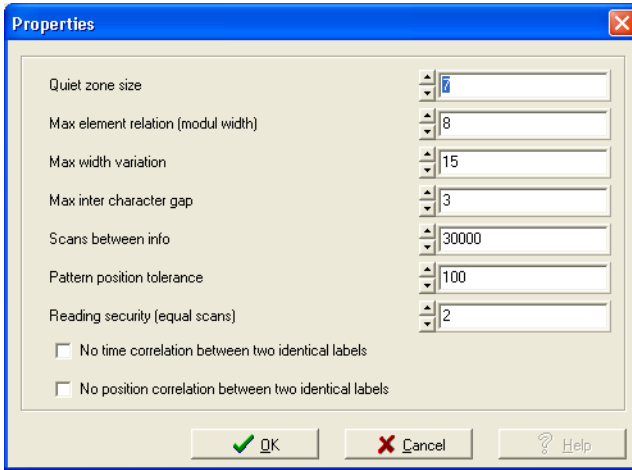 Properties
Quiet zone size 7
Max element relation (modul width) 8
Max width variation 15
Max inter character gap 3
Scans between info 30000
Pattern position tolerance 100
Reading security (equal scans) 2
No time correlation between two identical labels
No position correlation between two identical labels
OK Cancel Help